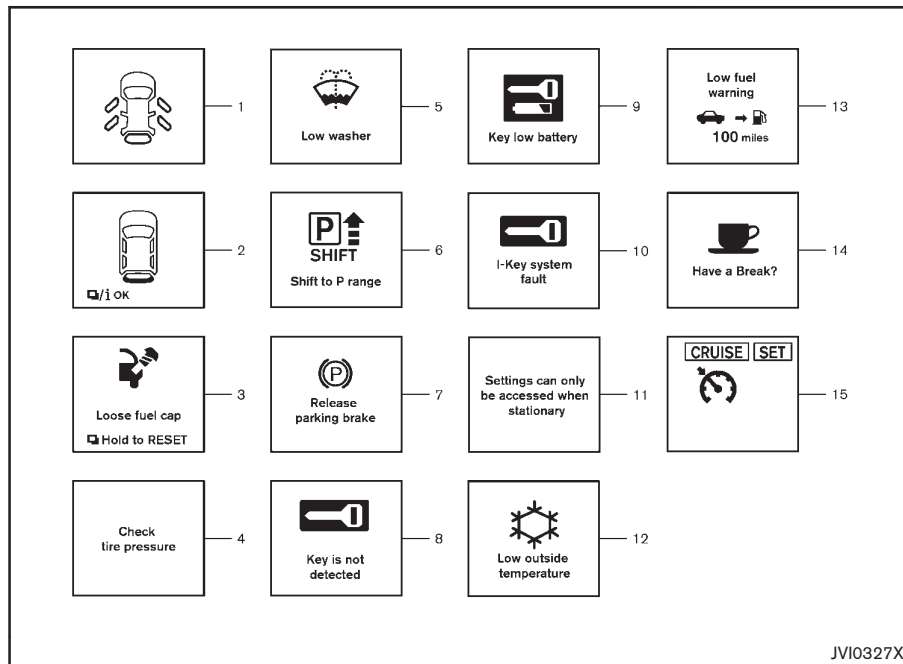 1
5
Low washer
9
Key low battery
13
Low fuel
warning
100 miles
2
/i OK
6
P
SHIFT
Shift to P range
10
I-Key system
fault
14
Have a Break?
3
Loose fuel cap
Hold to RESET
7
P
Release
parking brake
11
Settings can only
be accessed when
stationary
15
CRUISE SET
4
Check
tire pressure
8
Key is not
detected
12
Low outside
temperature
JVI0327X